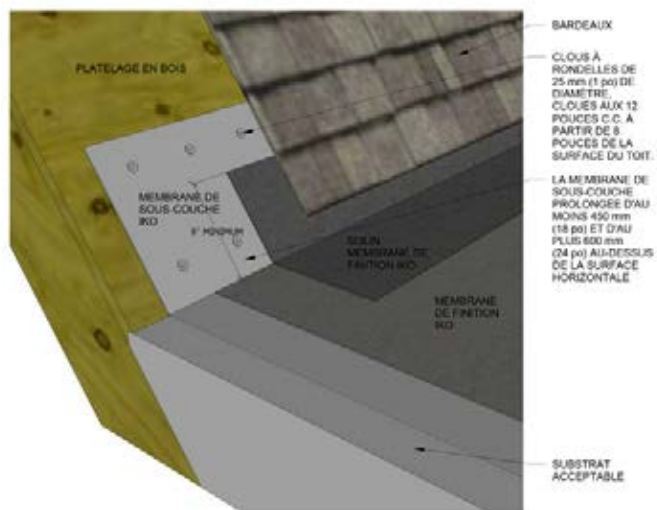 BARDEAUX
CLOUS À
RONDELLES DE
25 mm (1 po) DE
DIAMÈTRE,
CLOUÉS AUX 12
POUCES C.C. À
PARTIR DE 8
POUCES DE LA
SURFACE DU TOIT.
LA MEMBRANE DE
SOUS-COUCHE
PROLONGÉE D'AU
MOINS 450 mm
(18 po) ET D'AU
PLUS 600 mm
(24 po) AU-DESSUS
DE LA SURFACE
HORIZONTALE
PLATELAGE EN BOIS
MEMBRANE DE
SOUS-COUCHE
IKO
8" MINIMUM
SOLIN
MEMBRANE DE
FINITION IKO
MEMBRANE
DE FINITION
IKO
SUBSTRAT
ACCEPTABLE